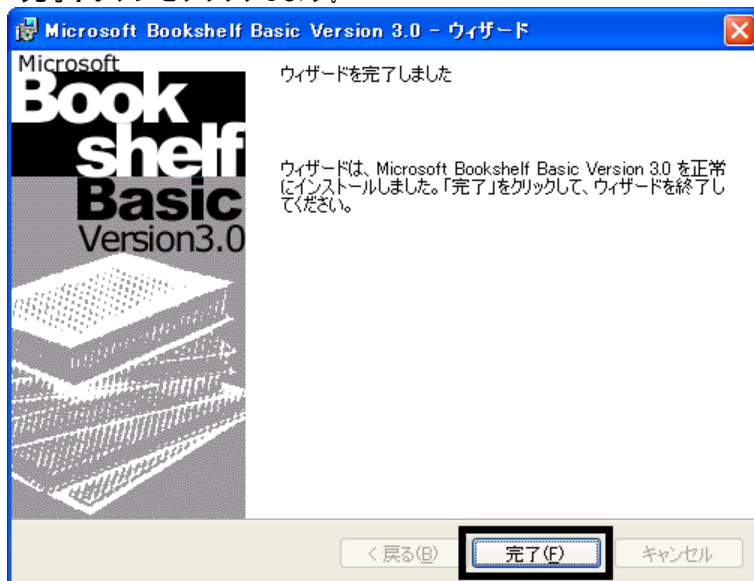 Microsoft Bookshelf Basic Version 3.0 - ウィザード
Microsoft
Book
shelf
Basic
Version3.0
ウィザードを完了しました
ウィザードは、Microsoft Bookshelf Basic Version 3.0 を正常
にインストールしました。「完了」をクリックして、ウィザードを終了し
てください。
< 戻る(B)
完了(F)
キャンセル